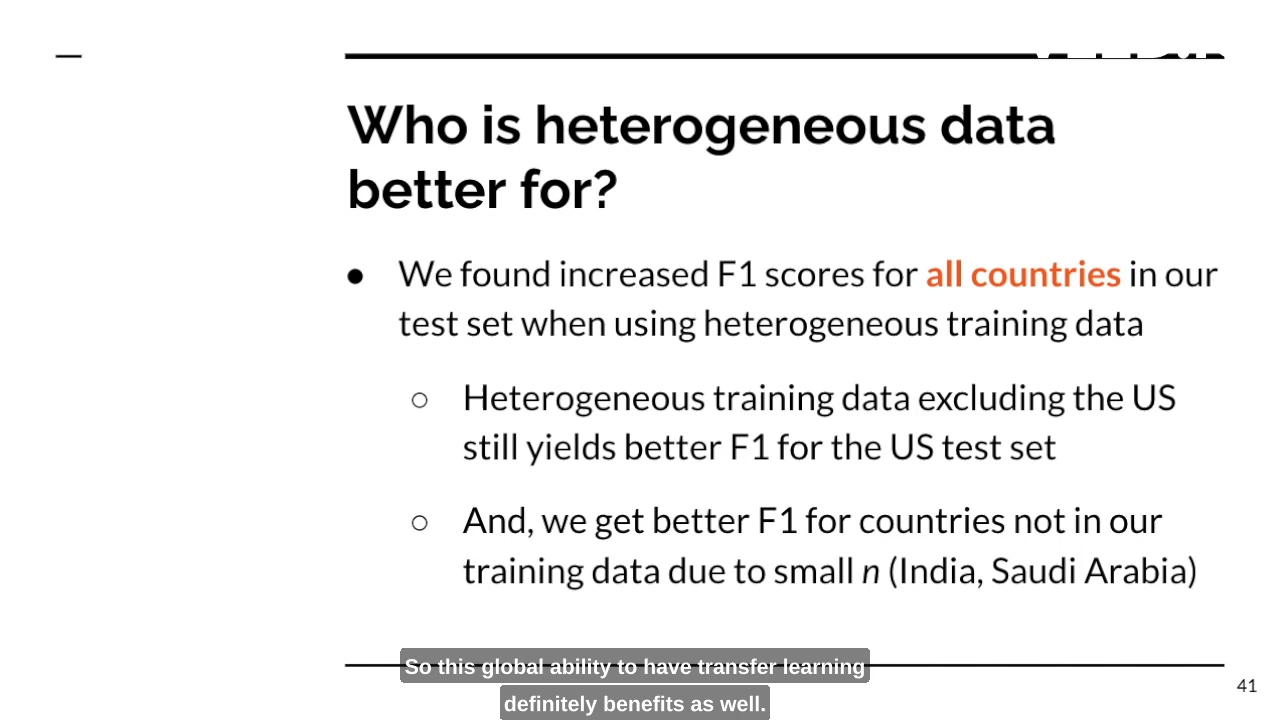 Who is heterogeneous data
better for?
● We found increased F1 scores for all countries in our
test set when using heterogeneous training data
○ Heterogeneous training data excluding the US
still yields better F1 for the US test set
○ And, we get better F1 for countries not in our
training data due to small n (India, Saudi Arabia)
So this global ability to have transfer learning
definitely benefits as well.
41